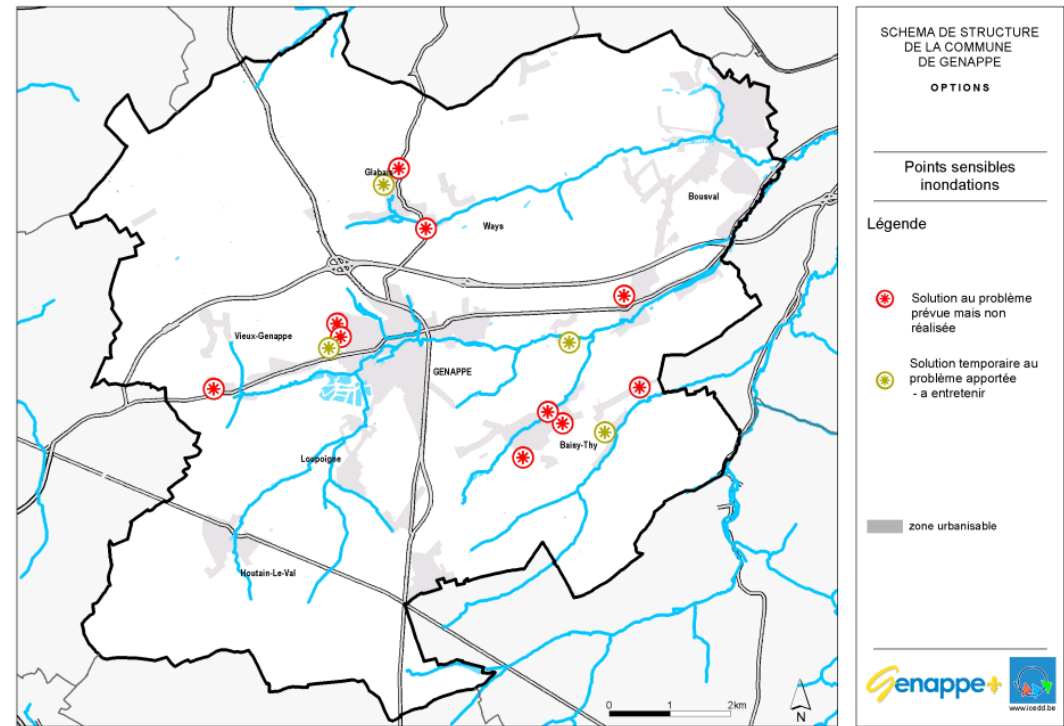 Glabais
Ways
Bousval
Vieux-Genappe
GENAPPE
Baisy-Thy
Loupoigne
Houtain-Le-Val
0 1 2km
N
SCHEMA DE STRUCTURE
DE LA COMMUNE
DE GENAPPE
OPTIONS
Points sensibles
inondations
Légende
Solution au problème
prévue mais non
réalisée
Solution temporaire au
problème apportée
- a entretenir
zone urbanisable
Genappe+
www.icedd.be